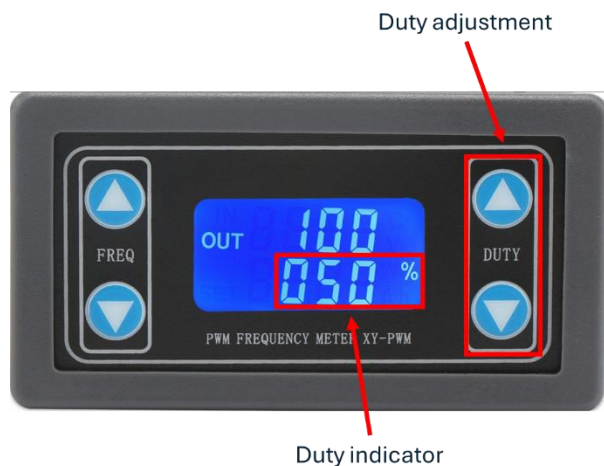 Duty adjustment
OUT 100
FREQ
050 %
DUTY
PWM FREQUENCY METER XY-PWM
Duty indicator